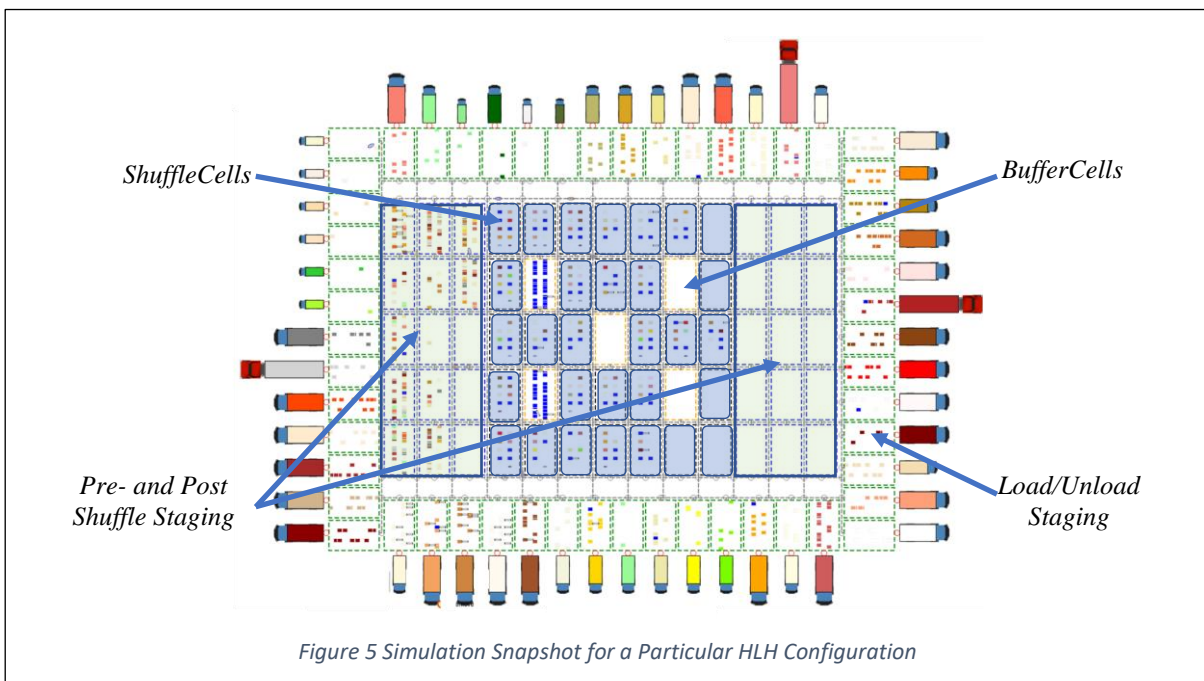 ShuffleCells
BufferCells
Pre- and Post
Shuffle Staging
Load/Unload
Staging
Figure 5 Simulation Snapshot for a Particular HLH Configuration